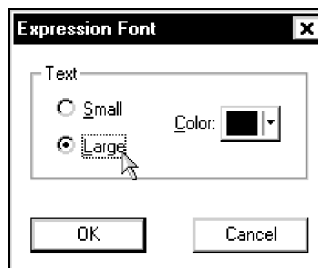 Expression Font
Text
Small
Color:
Large
OK Cancel